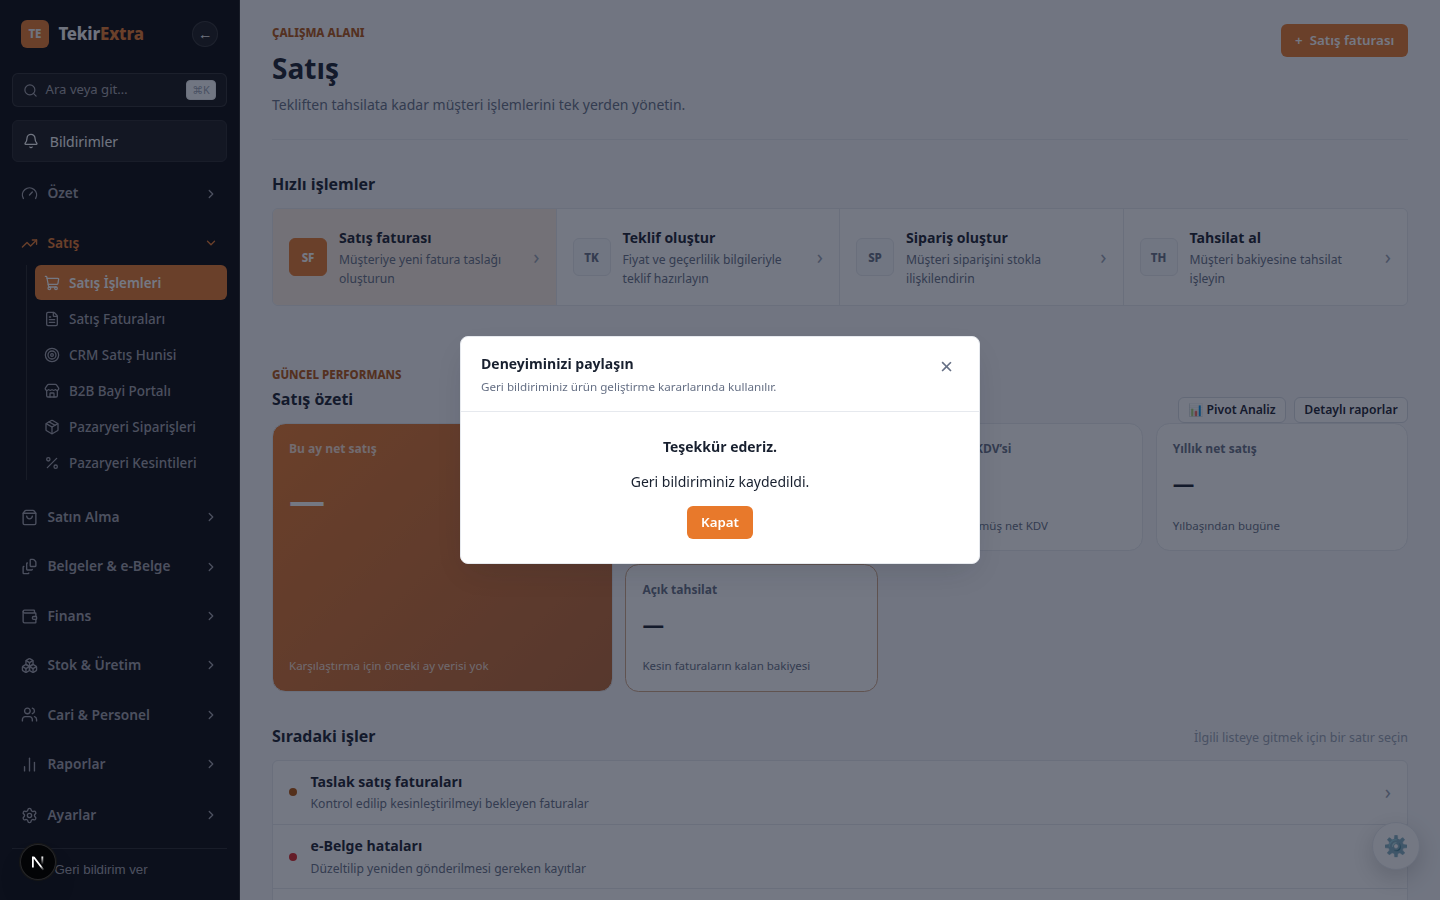 TE TekirExtra
←
Ara veya git...
⌘K
Bildirimler
Özet
Satış
Satış İşlemleri
Satış Faturaları
CRM Satış Hunisi
B2B Bayi Portalı
Pazaryeri Siparişleri
Pazaryeri Kesintileri
Satın Alma
Belgeler & e-Belge
Finans
Stok & Üretim
Cari & Personel
Raporlar
Ayarlar
N
Geri bildirim ver
ÇALIŞMA ALANI
Satış
Tekliften tahsilata kadar müşteri işlemlerini tek yerden yönetin.
+ Satış faturası
Hızlı işlemler
SF
Satış faturası
Müşteriye yeni fatura taslağı
oluşturun
TK
Teklif oluştur
Fiyat ve geçerlilik bilgileriyle
teklif hazırlayın
SP
Sipariş oluştur
Müşteri siparişini stokla
ilişkilendirin
TH
Tahsilat al
Müşteri bakiyesine tahsilat
işleyin
GÜNCEL PERFORMANS
Satış özeti
Pivot Analiz
Detaylı raporlar
Bu ay net satış
—
Karşılaştırma için önceki ay verisi yok
KDV'si
müş net KDV
Yıllık net satış
—
Yılbaşından bugüne
Açık tahsilat
—
Kesin faturaların kalan bakiyesi
Deneyiminizi paylaşın
Geri bildiriminiz ürün geliştirme kararlarında kullanılır.
×
Teşekkür ederiz.
Geri bildiriminiz kaydedildi.
Kapat
Sıradaki işler
İlgili listeye gitmek için bir satır seçin
Taslak satış faturaları
Kontrol edilip kesinleştirilmeyi bekleyen faturalar
e-Belge hataları
Düzeltilip yeniden gönderilmesi gereken kayıtlar